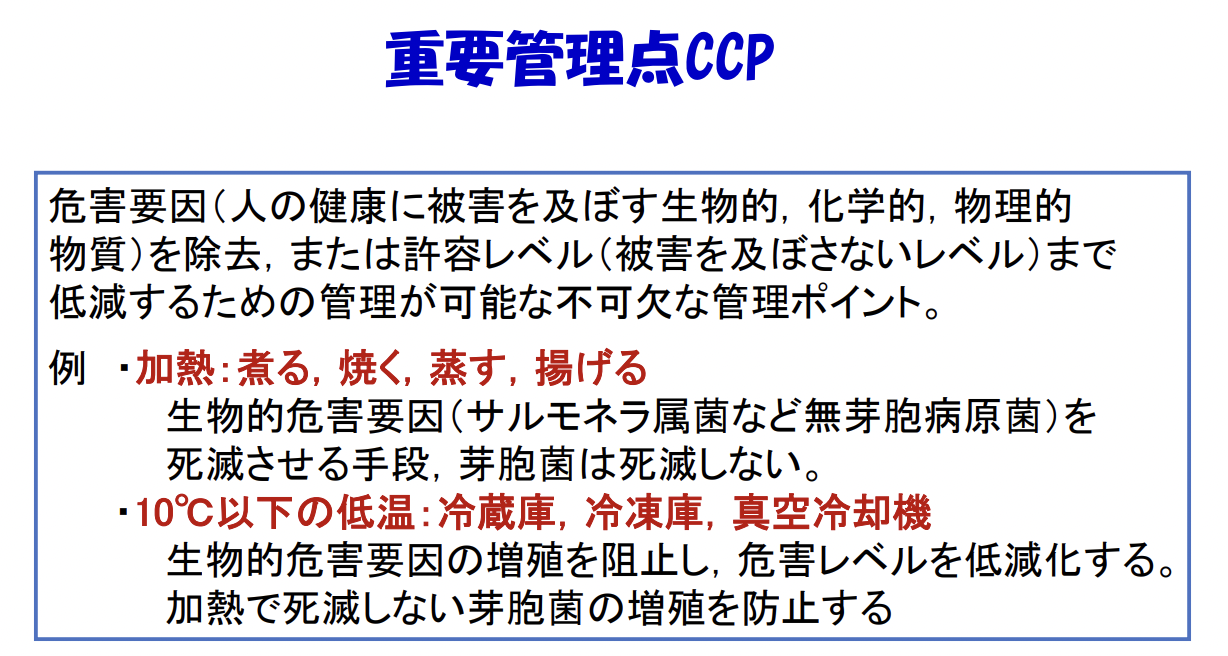 重要管理点CCP
危害要因（人の健康に被害を及ぼす生物的，化学的，物理的
物質）を除去，または許容レベル（被害を及ぼさないレベル）まで
低減するための管理が可能な不可欠な管理ポイント。
例　・加熱：煮る，焼く，蒸す，揚げる
生物的危害要因（サルモネラ属菌など無芽胞病原菌）を
死滅させる手段，芽胞菌は死滅しない。
・10℃以下の低温：冷蔵庫，冷凍庫，真空冷却機
生物的危害要因の増殖を阻止し，危害レベルを低減化する。
加熱で死滅しない芽胞菌の増殖を防止する